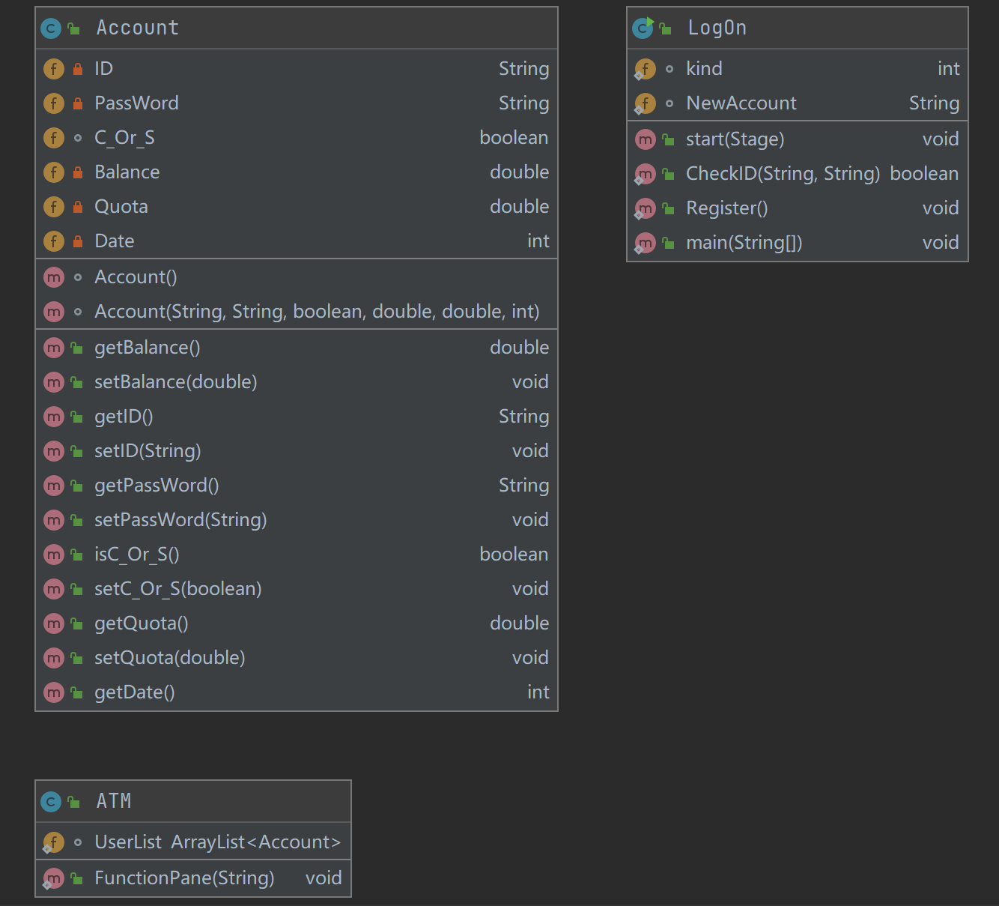 Account
ID String
PassWord String
C_Or_S boolean
Balance double
Quota double
Date int
Account()
Account(String, String, boolean, double, double, int)
getBalance() double
setBalance(double) void
getID() String
setID(String) void
getPassWord() String
setPassWord(String) void
isC_Or_S() boolean
setC_Or_S(boolean) void
getQuota() double
setQuota(double) void
getDate() int
LogOn
kind int
NewAccount String
start(Stage) void
CheckID(String, String) boolean
Register() void
main(String[]) void
ATM
UserList ArrayList<Account>
FunctionPane(String) void